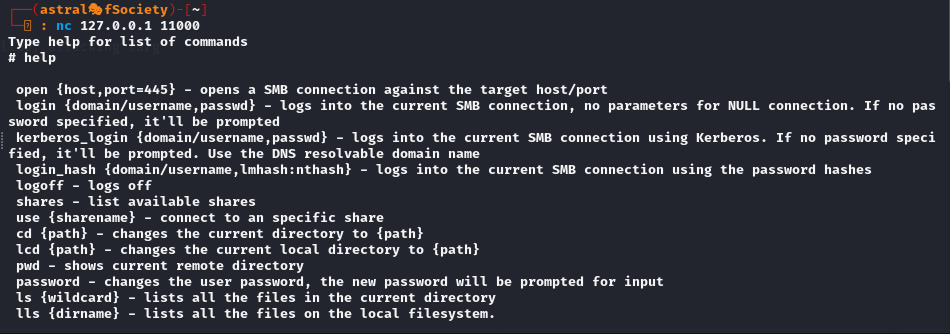 (astral🎭fSociety)-[~]
: nc 127.0.0.1 11000
Type help for list of commands
# help
open {host,port=445} - opens a SMB connection against the target host/port
login {domain/username,passwd} - logs into the current SMB connection, no parameters for NULL connection. If no pas
sword specified, it'll be prompted
kerberos_login {domain/username,passwd} - logs into the current SMB connection using Kerberos. If no password speci
fied, it'll be prompted. Use the DNS resolvable domain name
login_hash {domain/username,lmhash:nthash} - logs into the current SMB connection using the password hashes
logoff - logs off
shares - list available shares
use {sharename} - connect to an specific share
cd {path} - changes the current directory to {path}
lcd {path} - changes the current local directory to {path}
pwd - shows current remote directory
password - changes the user password, the new password will be prompted for input
ls {wildcard} - lists all the files in the current directory
lls {dirname} - lists all the files on the local filesystem.